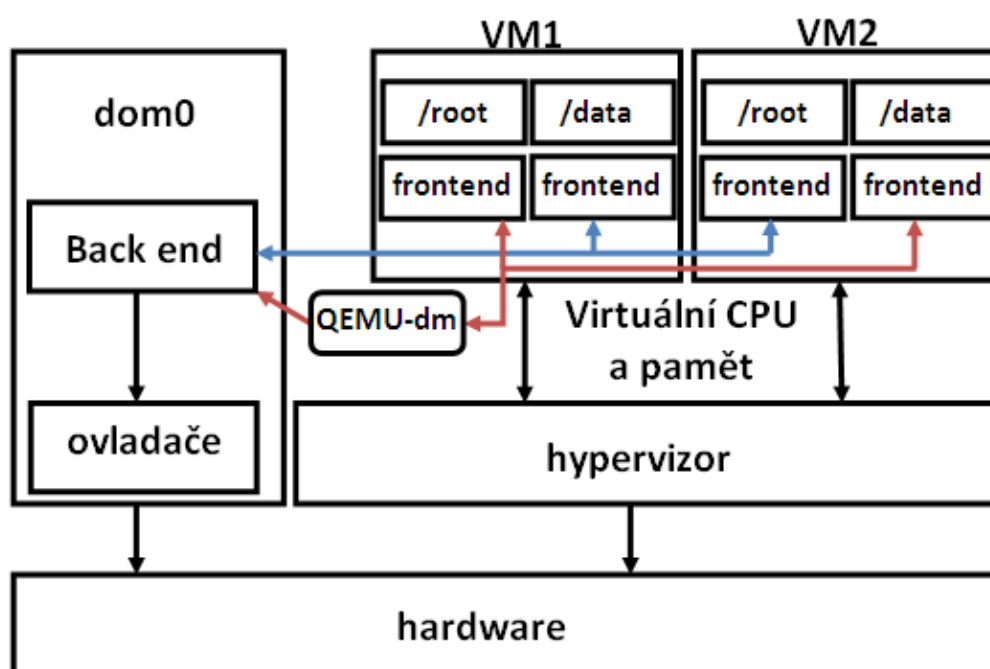 VM1
VM2
dom0
/root
/data
/root
/data
frontend
frontend
frontend
frontend
Back end
QEMU-dm
Virtuální CPU
a pamět
ovladače
hypervizor
hardware